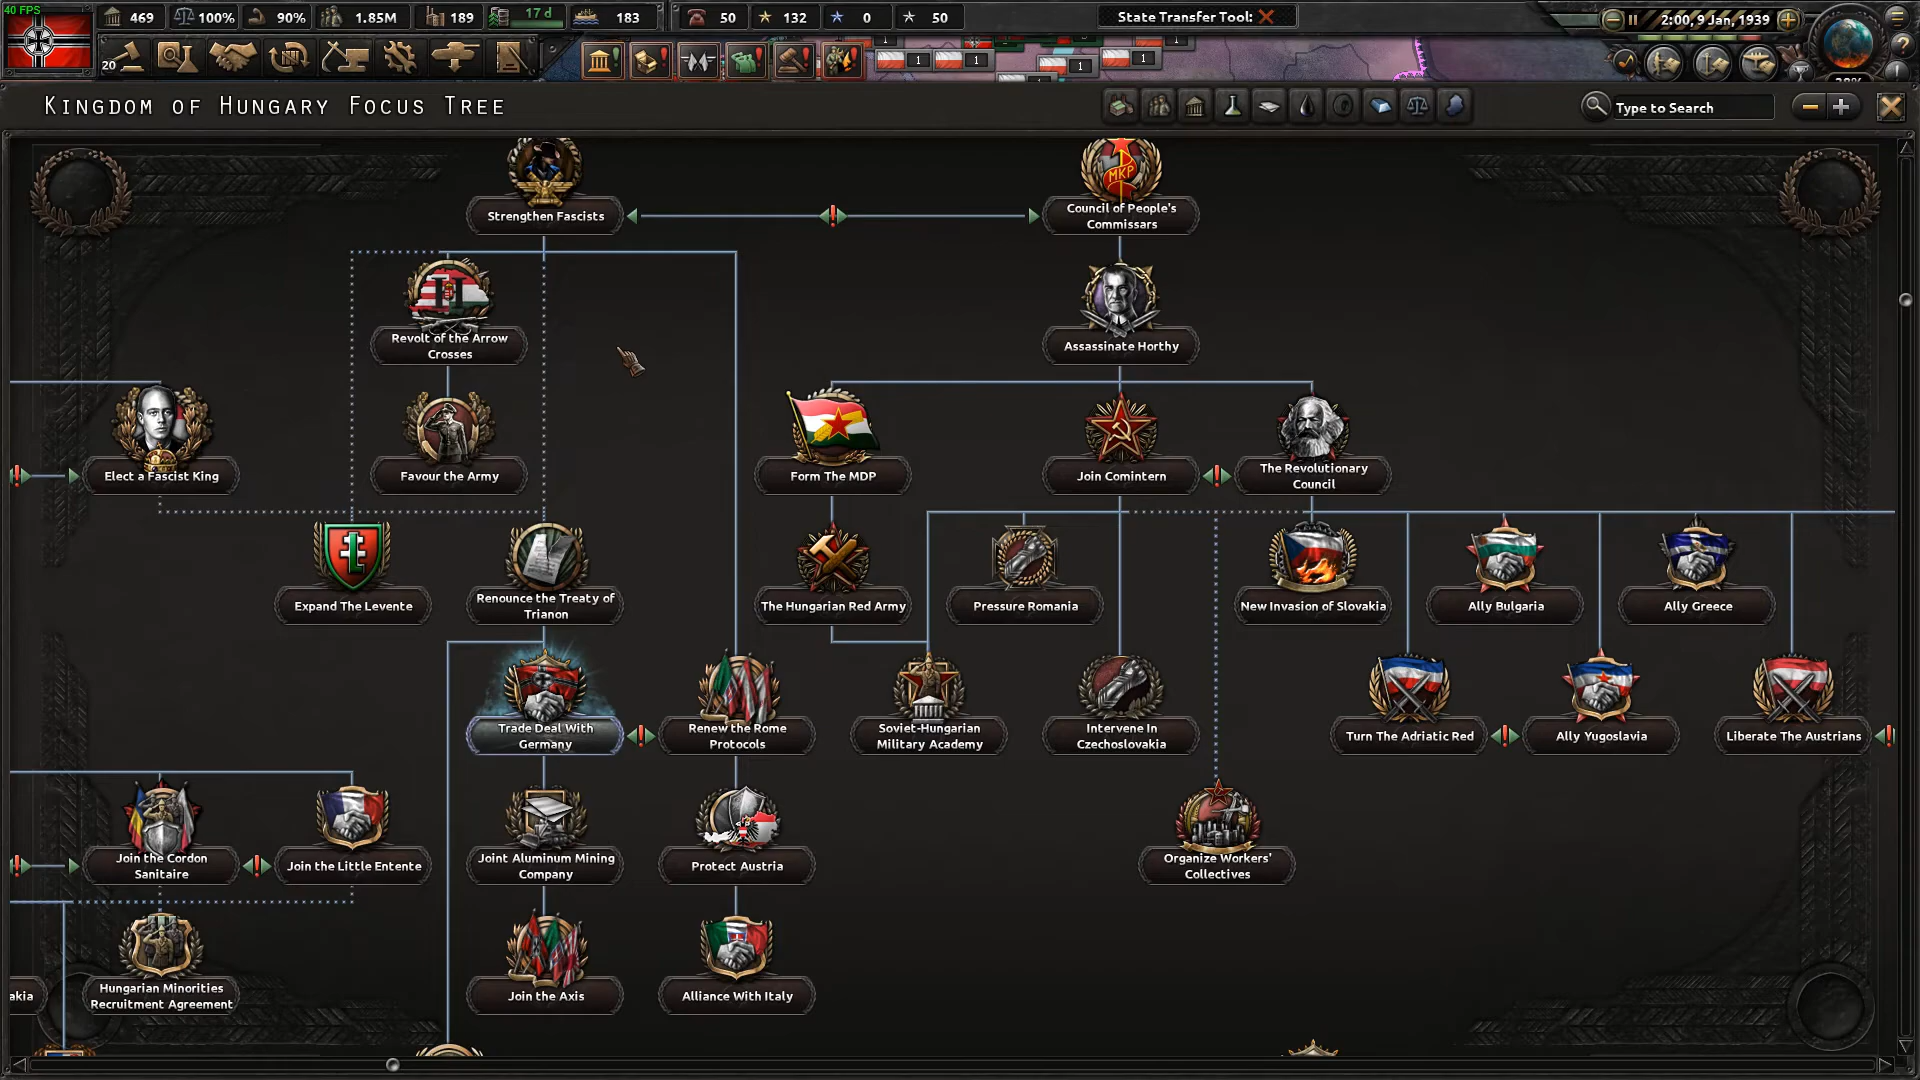 40 FPS
469
100%
90%
1.85M
189
17 d
183
50
132
0
50
State Transfer Tool:
2:00, 9 Jan, 1939
20
1
1
1
1
Kingdom of Hungary Focus Tree
Type to Search
MKP
Strengthen Fascists
Council of People's
Commissars
Revolt of the Arrow
Crosses
Assassinate Horthy
Elect a Fascist King
Favour the Army
Form The MDP
Join Comintern
The Revolutionary
Council
Expand The Levente
Renounce the Treaty of
Trianon
The Hungarian Red Army
Pressure Romania
New Invasion of Slovakia
Ally Bulgaria
Ally Greece
Trade Deal With
Germany
Renew the Rome
Protocols
Soviet-Hungarian
Military Academy
Intervene In
Czechoslovakia
Turn The Adriatic Red
Ally Yugoslavia
Liberate The Austrians
Join the Cordon
Sanitaire
Join the Little Entente
Joint Aluminum Mining
Company
Protect Austria
Organize Workers'
Collectives
akia
Hungarian Minorities
Recruitment Agreement
Join the Axis
Alliance With Italy